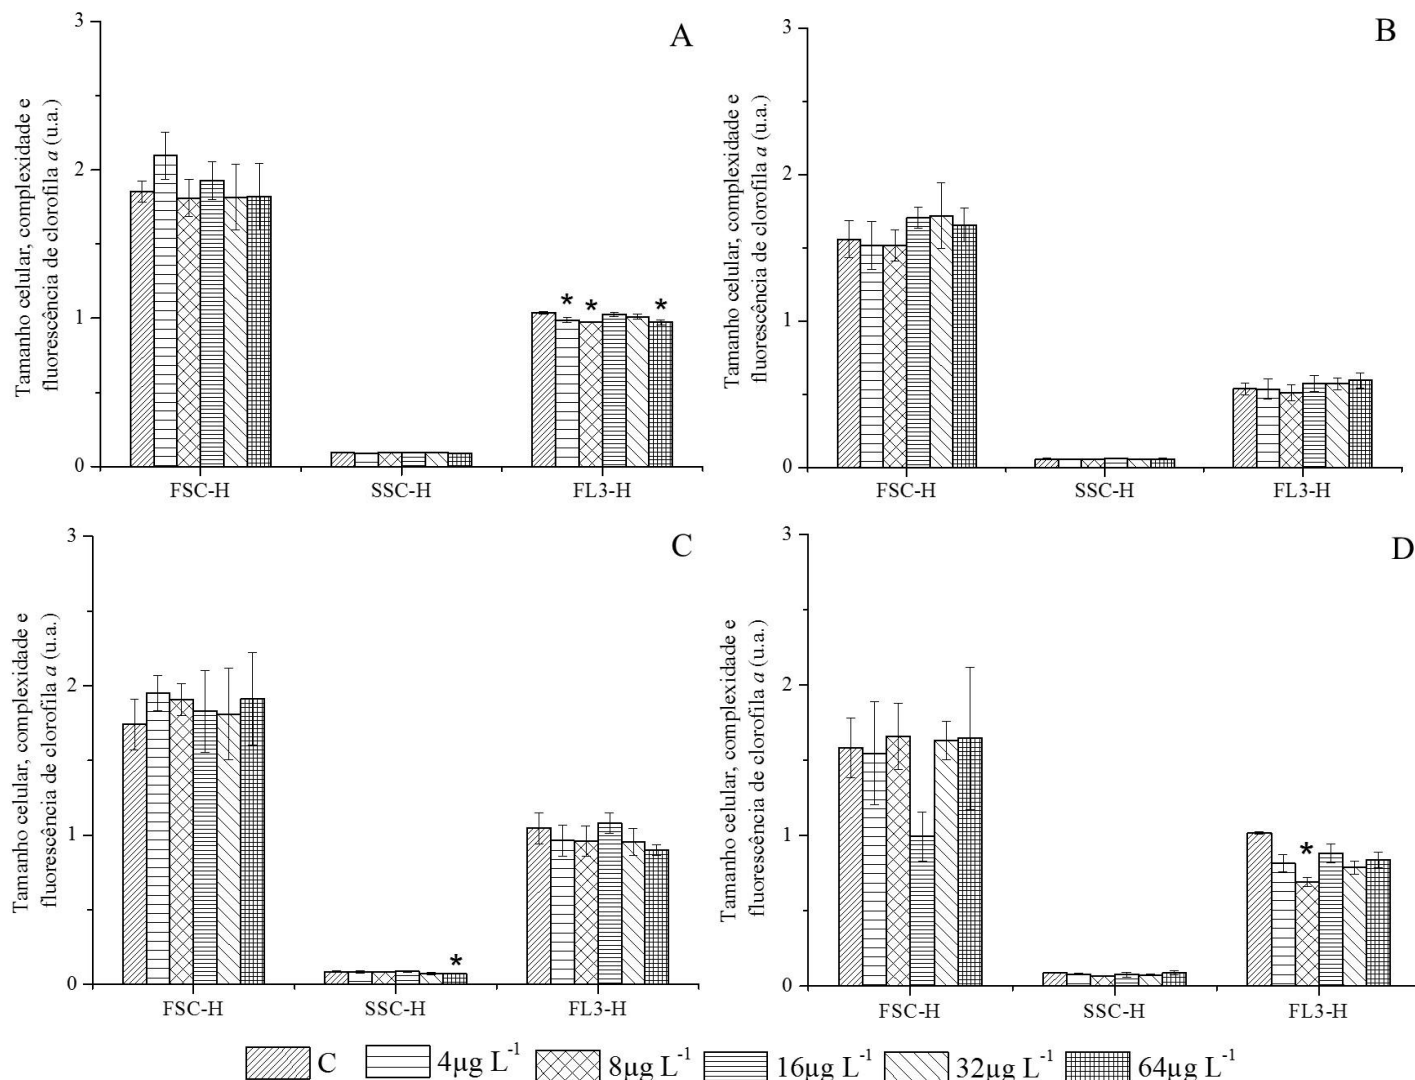 A
Tamanho celular, complexidade e
fluorescência de clorofila a (u.a.)
3
2
1
0
* * *
FSC-H SSC-H FL3-H
B
Tamanho celular, complexidade e
fluorescência de clorofila a (u.a.)
3
2
1
0
FSC-H SSC-H FL3-H
C
Tamanho celular, complexidade e
fluorescência de clorofila a (u.a.)
3
2
1
0
*
FSC-H SSC-H FL3-H
D
Tamanho celular, complexidade e
fluorescência de clorofila a (u.a.)
3
2
1
0
*
FSC-H SSC-H FL3-H
C 4µg L⁻¹ 8µg L⁻¹ 16µg L⁻¹ 32µg L⁻¹ 64µg L⁻¹